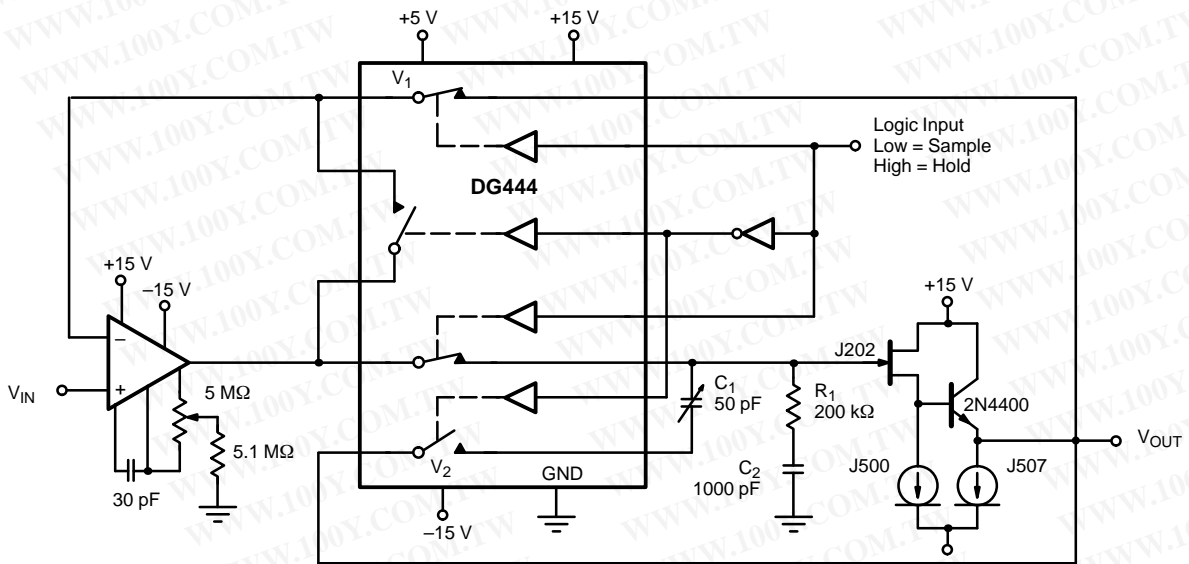 +5 V
+15 V
V1
Logic Input
Low = Sample
High = Hold
DG444
+15 V
–15 V
+15 V
–
+
VIN
5 MΩ
5.1 MΩ
30 pF
C1
50 pF
R1
200 kΩ
J202
2N4400
VOUT
V2
GND
C2
1000 pF
J500
J507
–15 V
WWW.100Y.COM.TW